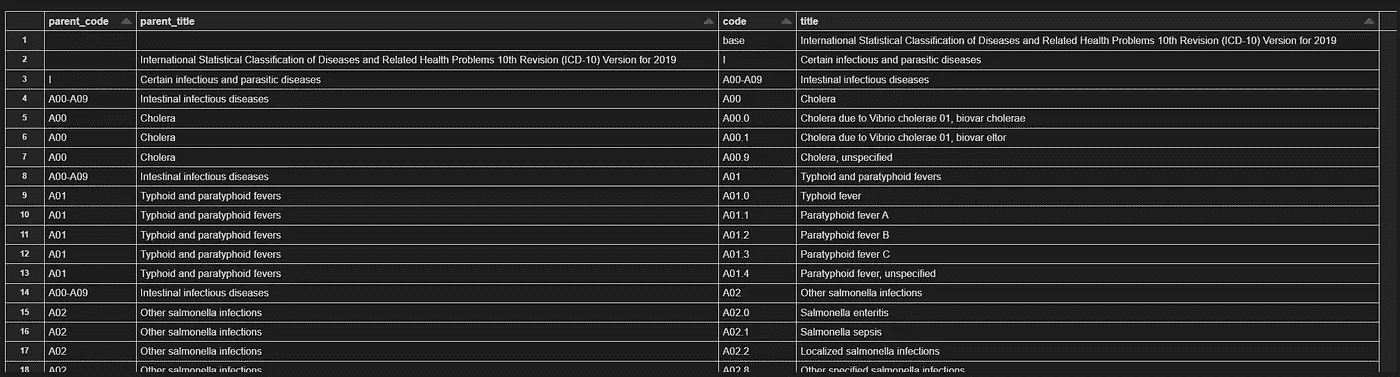 parent_code parent_title code title
1 base International Statistical Classification of Diseases and Related Health Problems 10th Revision (ICD-10) Version for 2019
2 International Statistical Classification of Diseases and Related Health Problems 10th Revision (ICD-10) Version for 2019 I Certain infectious and parasitic diseases
3 I Certain infectious and parasitic diseases A00-A09 Intestinal infectious diseases
4 A00-A09 Intestinal infectious diseases A00 Cholera
5 A00 Cholera A00.0 Cholera due to Vibrio cholerae 01, biovar cholerae
6 A00 Cholera A00.1 Cholera due to Vibrio cholerae 01, biovar eltor
7 A00 Cholera A00.9 Cholera, unspecified
8 A00-A09 Intestinal infectious diseases A01 Typhoid and paratyphoid fevers
9 A01 Typhoid and paratyphoid fevers A01.0 Typhoid fever
10 A01 Typhoid and paratyphoid fevers A01.1 Paratyphoid fever A
11 A01 Typhoid and paratyphoid fevers A01.2 Paratyphoid fever B
12 A01 Typhoid and paratyphoid fevers A01.3 Paratyphoid fever C
13 A01 Typhoid and paratyphoid fevers A01.4 Paratyphoid fever, unspecified
14 A00-A09 Intestinal infectious diseases A02 Other salmonella infections
15 A02 Other salmonella infections A02.0 Salmonella enteritis
16 A02 Other salmonella infections A02.1 Salmonella sepsis
17 A02 Other salmonella infections A02.2 Localized salmonella infections
18 A02 Other salmonella infections A02.8 Other specified salmonella infections